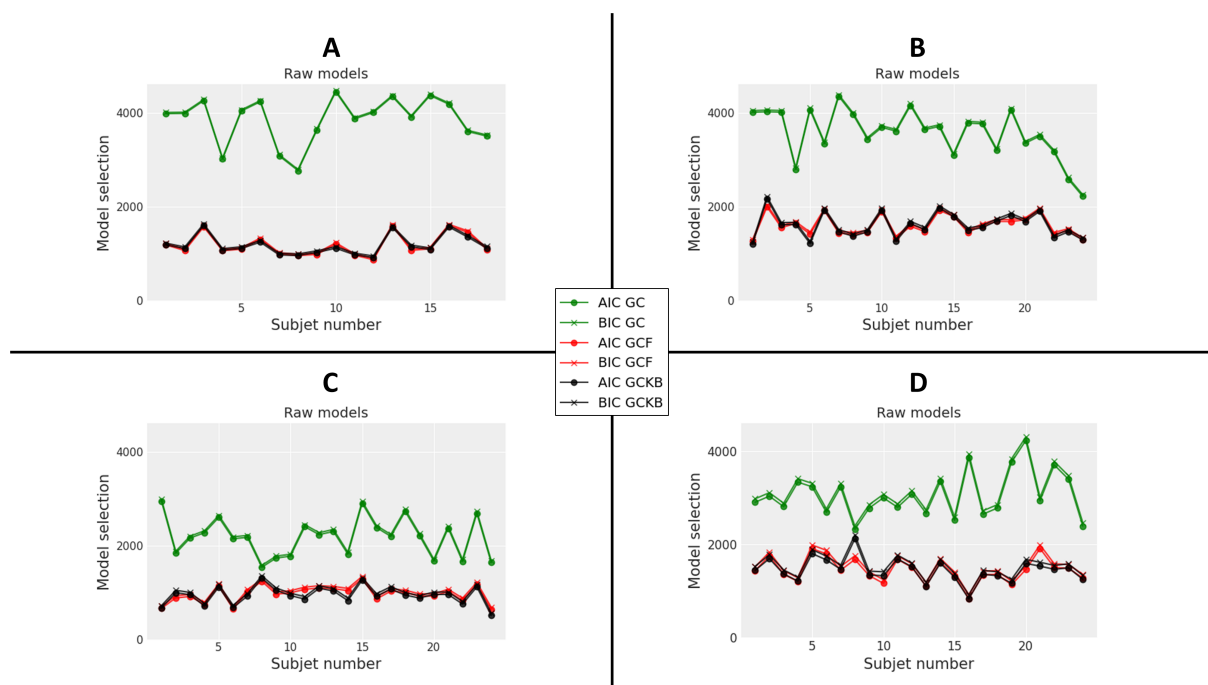 A
Raw models
4000
2000
0
5
10
15
Model selection
Subjet number
B
Raw models
4000
2000
0
5
10
15
20
Model selection
Subjet number
AIC GC
BIC GC
AIC GCF
BIC GCF
AIC GCKB
BIC GCKB
C
Raw models
4000
2000
0
5
10
15
20
Model selection
Subjet number
D
Raw models
4000
2000
0
5
10
15
20
Model selection
Subjet number